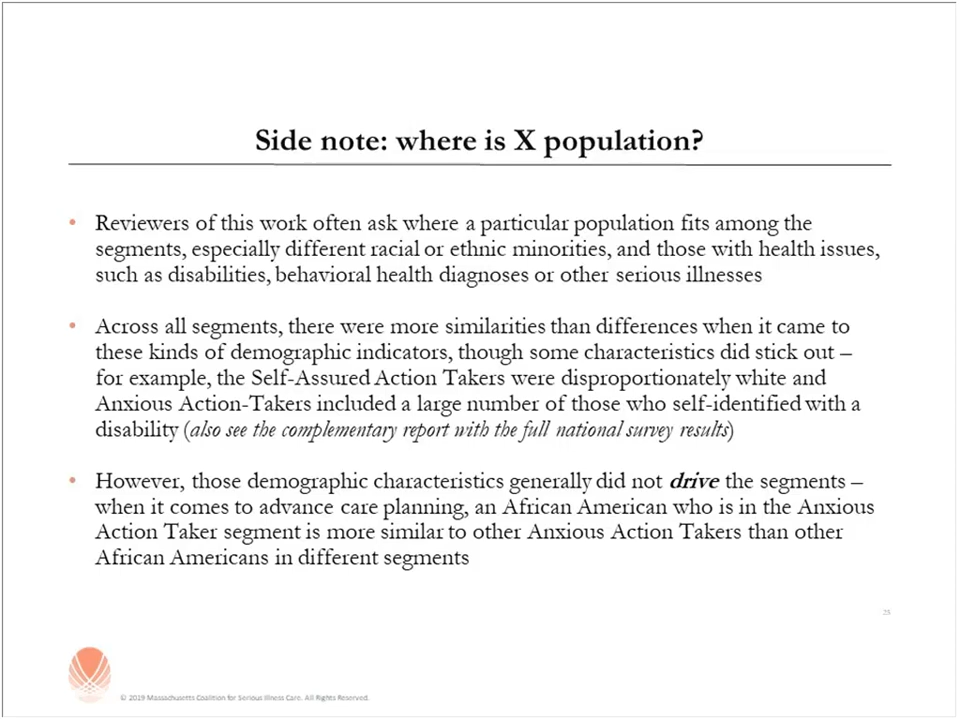 Side note: where is X population?
• Reviewers of this work often ask where a particular population fits among the
segments, especially different racial or ethnic minorities, and those with health issues,
such as disabilities, behavioral health diagnoses or other serious illnesses
• Across all segments, there were more similarities than differences when it came to
these kinds of demographic indicators, though some characteristics did stick out –
for example, the Self-Assured Action Takers were disproportionately white and
Anxious Action-Takers included a large number of those who self-identified with a
disability (also see the complementary report with the full national survey results)
• However, those demographic characteristics generally did not drive the segments –
when it comes to advance care planning, an African American who is in the Anxious
Action Taker segment is more similar to other Anxious Action Takers than other
African Americans in different segments
25
© 2019 Massachusetts Coalition for Serious Illness Care. All Rights Reserved.